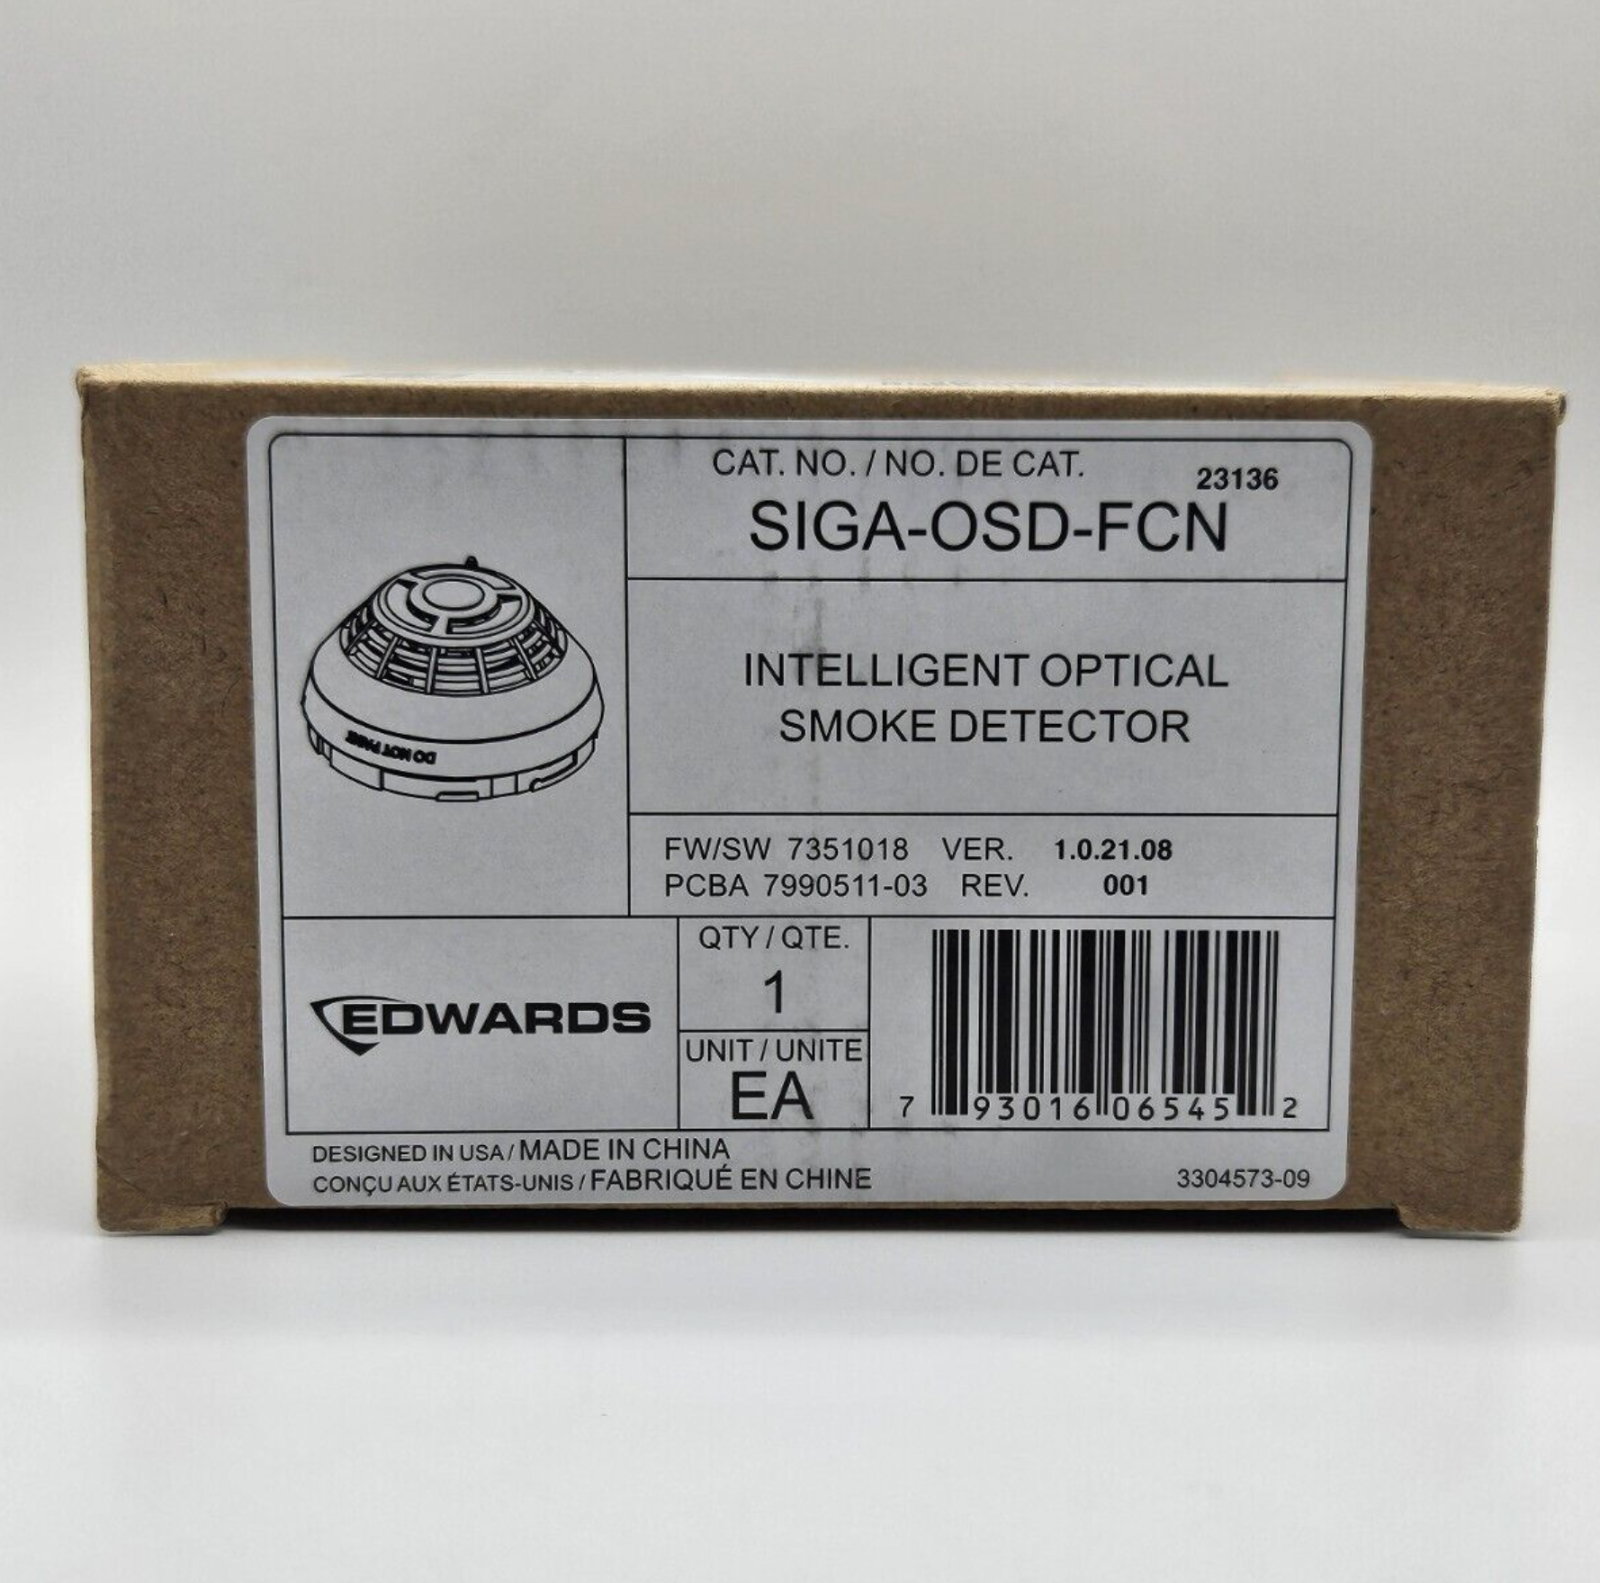 CAT. NO. / NO. DE CAT.
23136
SIGA-OSD-FCN
INTELLIGENT OPTICAL
SMOKE DETECTOR
DO NOT PAINT
FW/SW 7351018 VER. 1.0.21.08
PCBA 7990511-03 REV. 001
EDWARDS
QTY / QTE.
1
UNIT / UNITE
EA
7 93016 06545 2
DESIGNED IN USA / MADE IN CHINA
CONÇU AUX ÉTATS-UNIS / FABRIQUÉ EN CHINE
3304573-09